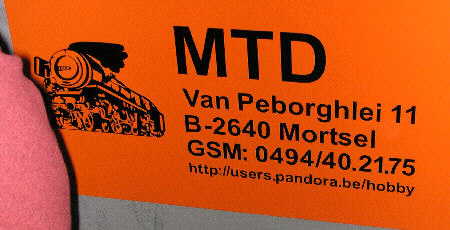 MTD
Van Peborghlei 11
B-2640 Mortsel
GSM: 0494/40.21.75
http://users.pandora.be/hobby